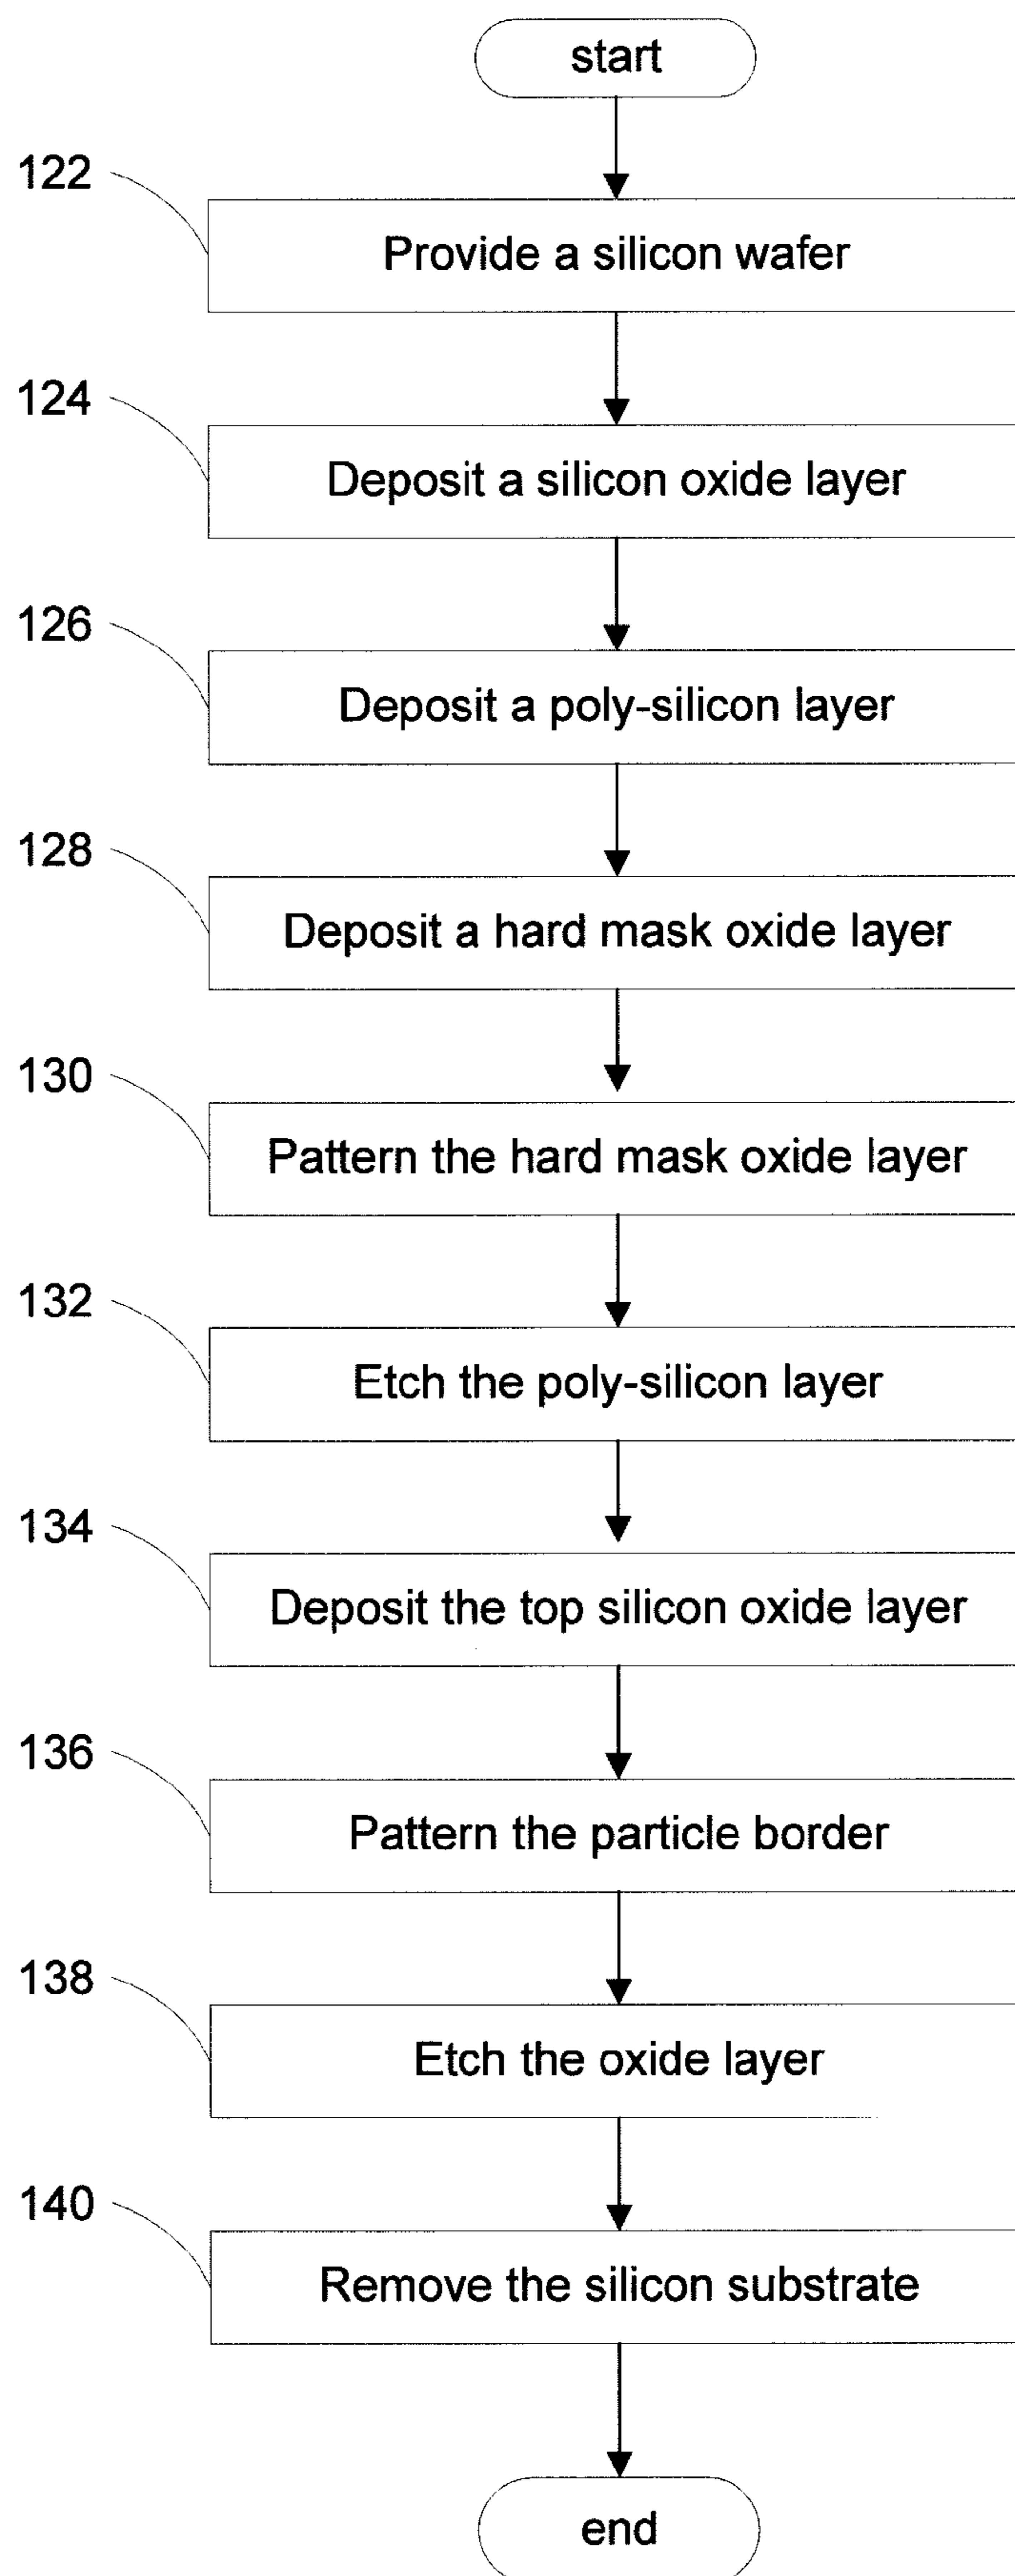 start
122
Provide a silicon wafer
124
Deposit a silicon oxide layer
126
Deposit a poly-silicon layer
128
Deposit a hard mask oxide layer
130
Pattern the hard mask oxide layer
132
Etch the poly-silicon layer
134
Deposit the top silicon oxide layer
136
Pattern the particle border
138
Etch the oxide layer
140
Remove the silicon substrate
end